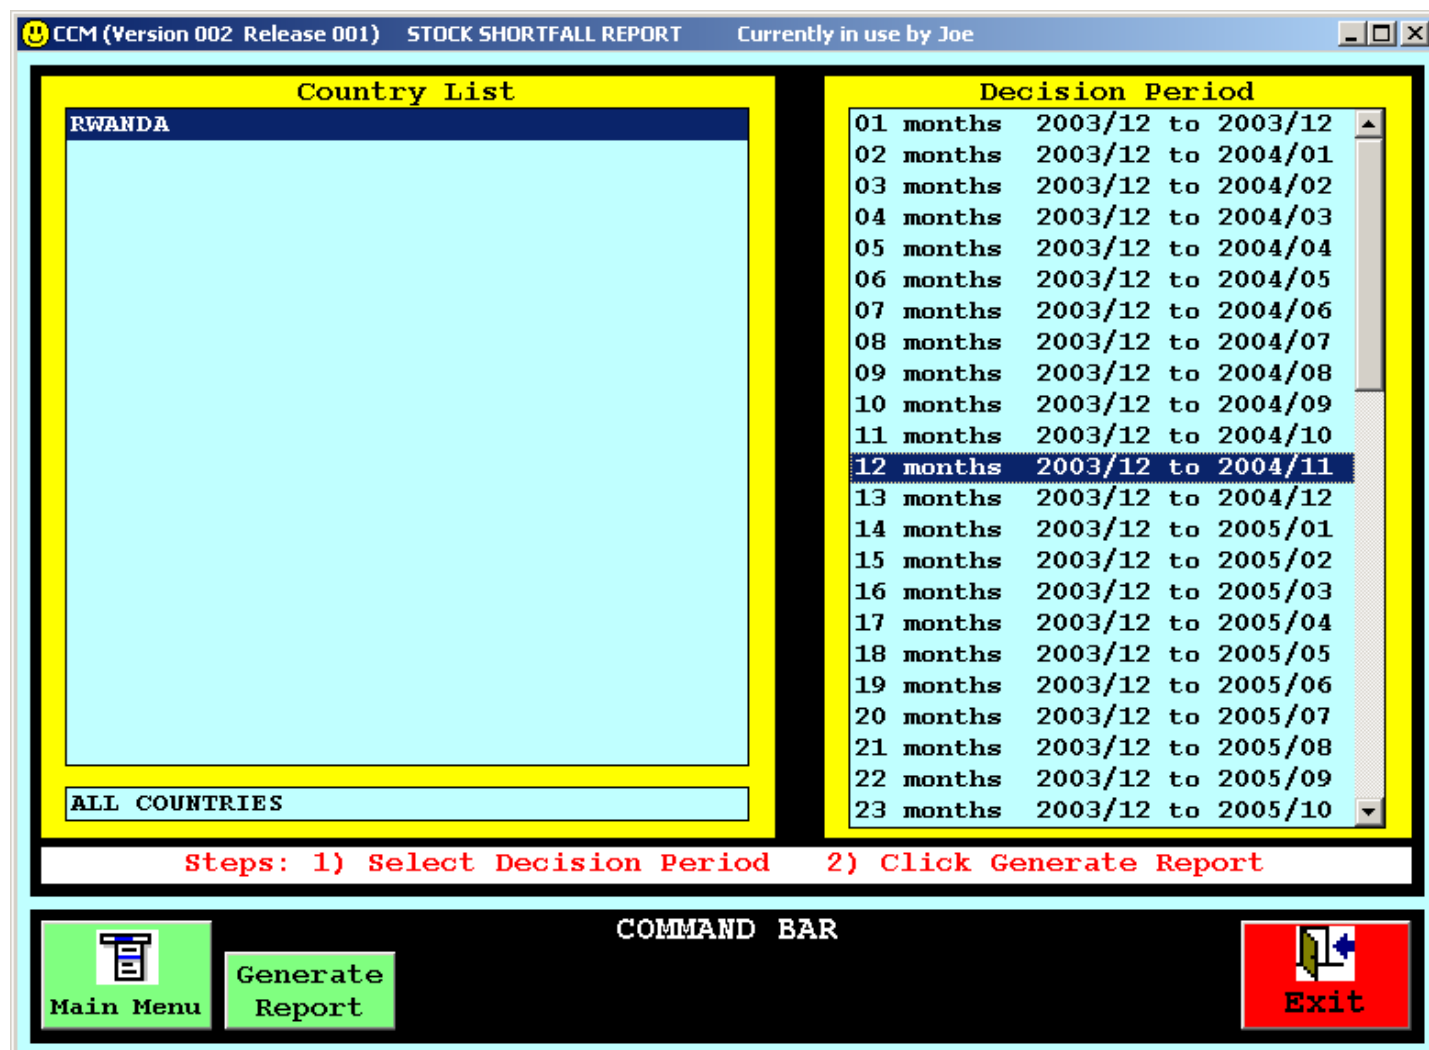 CCM (Version 002 Release 001) STOCK SHORTFALL REPORT Currently in use by Joe
Country List
RWANDA
ALL COUNTRIES
Decision Period
01 months 2003/12 to 2003/12
02 months 2003/12 to 2004/01
03 months 2003/12 to 2004/02
04 months 2003/12 to 2004/03
05 months 2003/12 to 2004/04
06 months 2003/12 to 2004/05
07 months 2003/12 to 2004/06
08 months 2003/12 to 2004/07
09 months 2003/12 to 2004/08
10 months 2003/12 to 2004/09
11 months 2003/12 to 2004/10
12 months 2003/12 to 2004/11
13 months 2003/12 to 2004/12
14 months 2003/12 to 2005/01
15 months 2003/12 to 2005/02
16 months 2003/12 to 2005/03
17 months 2003/12 to 2005/04
18 months 2003/12 to 2005/05
19 months 2003/12 to 2005/06
20 months 2003/12 to 2005/07
21 months 2003/12 to 2005/08
22 months 2003/12 to 2005/09
23 months 2003/12 to 2005/10
Steps: 1) Select Decision Period 2) Click Generate Report
COMMAND BAR
Main Menu
Generate
Report
Exit